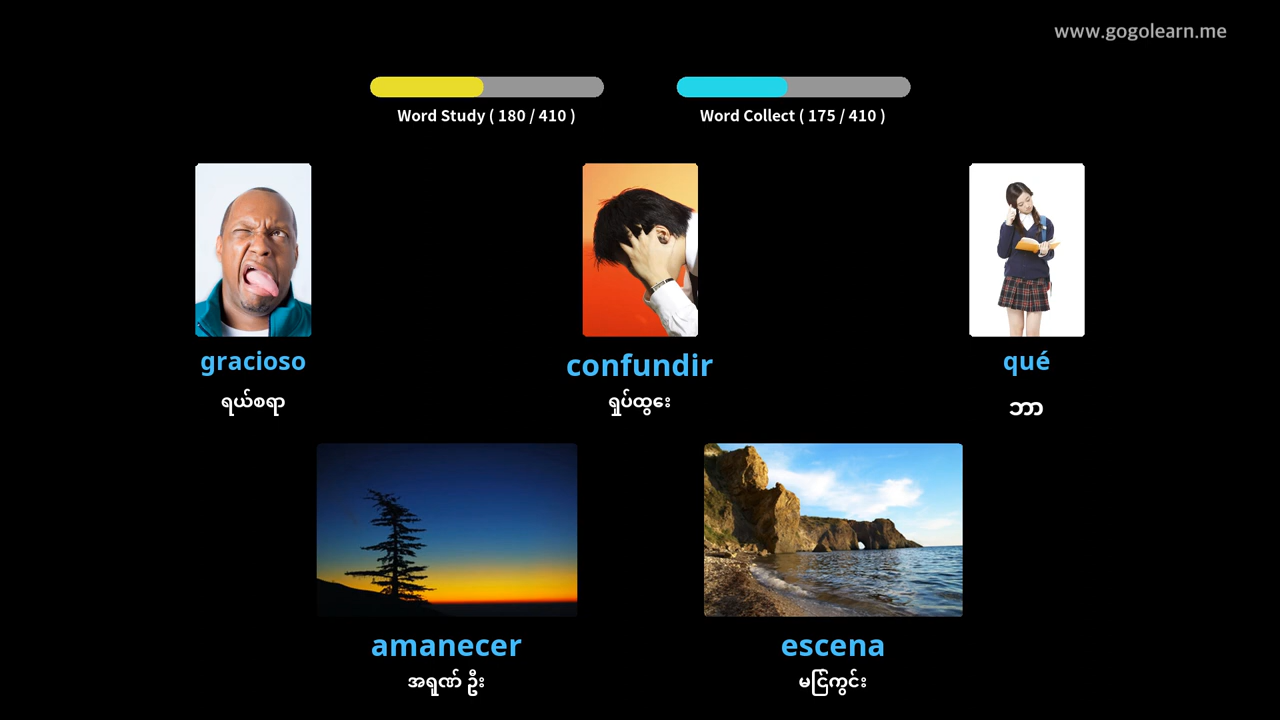 www.gogolearn.me
Word Study ( 180 / 410 )
Word Collect ( 175 / 410 )
gracioso
confundir
qué
ရယ်စရာ
ရှုပ်ထွေး
ဘာ
amanecer
escena
အရုဏ် ဦး
မြင်ကွင်း